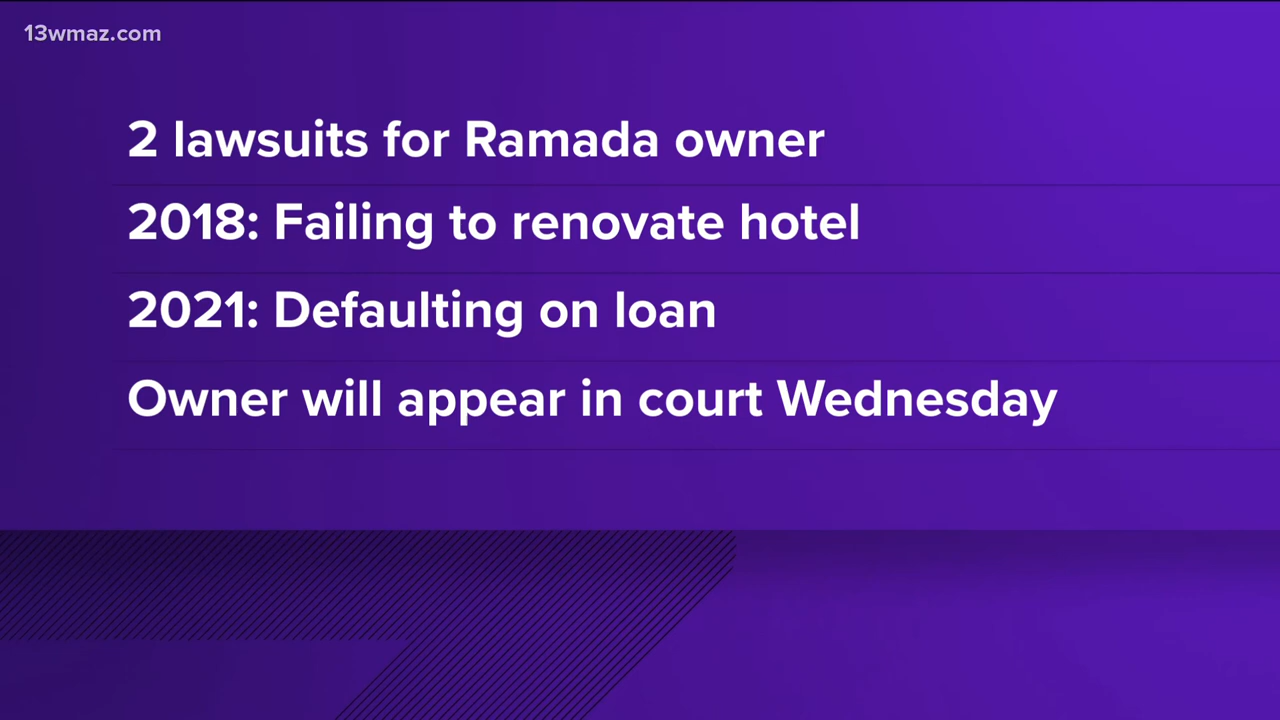 13wmaz.com
2 lawsuits for Ramada owner
2018: Failing to renovate hotel
2021: Defaulting on loan
Owner will appear in court Wednesday